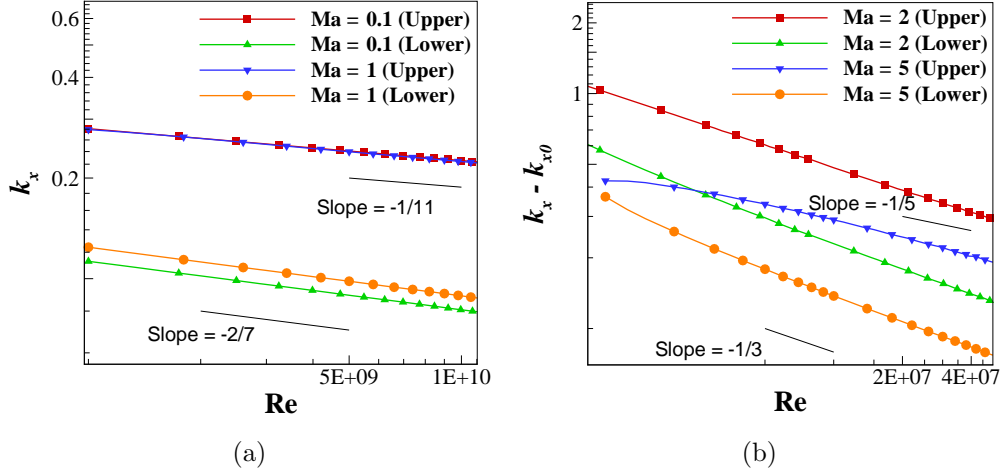 0.6
0.4
0.2
k_x
Ma = 0.1 (Upper)
Ma = 0.1 (Lower)
Ma = 1 (Upper)
Ma = 1 (Lower)
Slope = -1/11
Slope = -2/7
5E+09 1E+10
Re
(a)
2
1
k_x - k_x0
Ma = 2 (Upper)
Ma = 2 (Lower)
Ma = 5 (Upper)
Ma = 5 (Lower)
Slope = -1/5
Slope = -1/3
2E+07 4E+07
Re
(b)